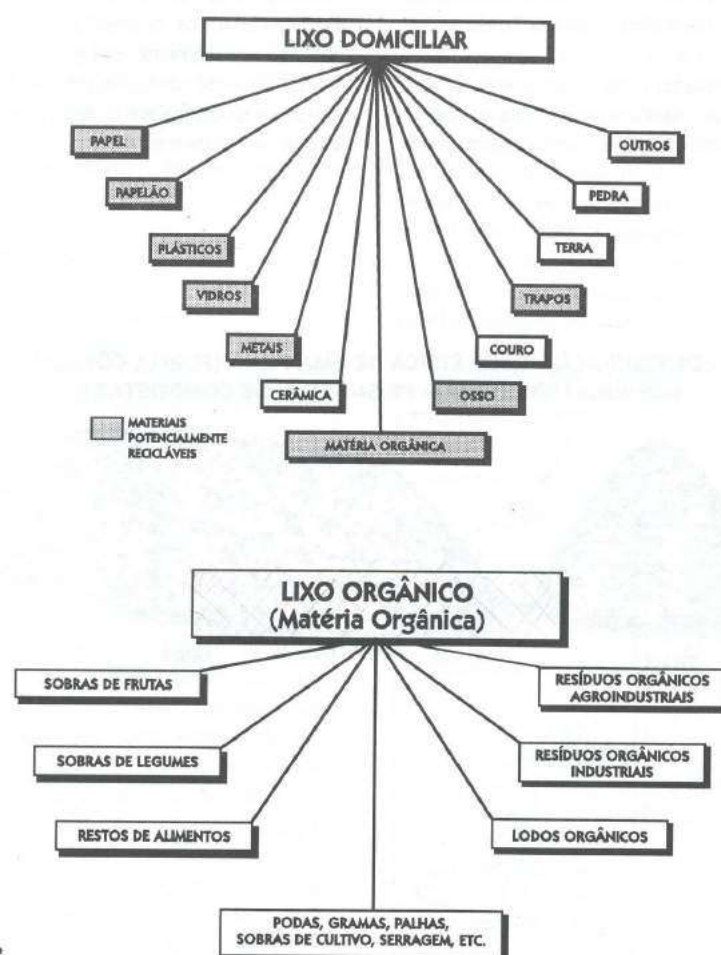 LIXO DOMICILIAR
PAPEL
OUTROS
PAPELÃO
PEDRA
PLÁSTICOS
TERRA
VIDROS
TRAPOS
METAIS
COURO
CERÂMICA
OSSO
MATÉRIA ORGÂNICA
MATERIAIS
POTENCIALMENTE
RECICLÁVEIS
LIXO ORGÂNICO
(Matéria Orgânica)
SOBRAS DE FRUTAS
RESÍDUOS ORGÂNICOS
AGROINDUSTRIAIS
SOBRAS DE LEGUMES
RESÍDUOS ORGÂNICOS
INDUSTRIAIS
RESTOS DE ALIMENTOS
LODOS ORGÂNICOS
PODAS, GRAMAS, PALHAS,
SOBRAS DE CULTIVO, SERRAGEM, ETC.